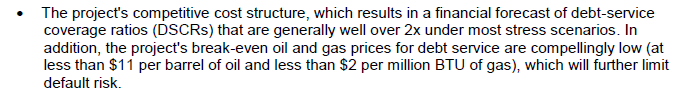 • The project's competitive cost structure, which results in a financial forecast of debt-service
coverage ratios (DSCRs) that are generally well over 2x under most stress scenarios. In
addition, the project's break-even oil and gas prices for debt service are compellingly low (at
less than $11 per barrel of oil and less than $2 per million BTU of gas), which will further limit
default risk.